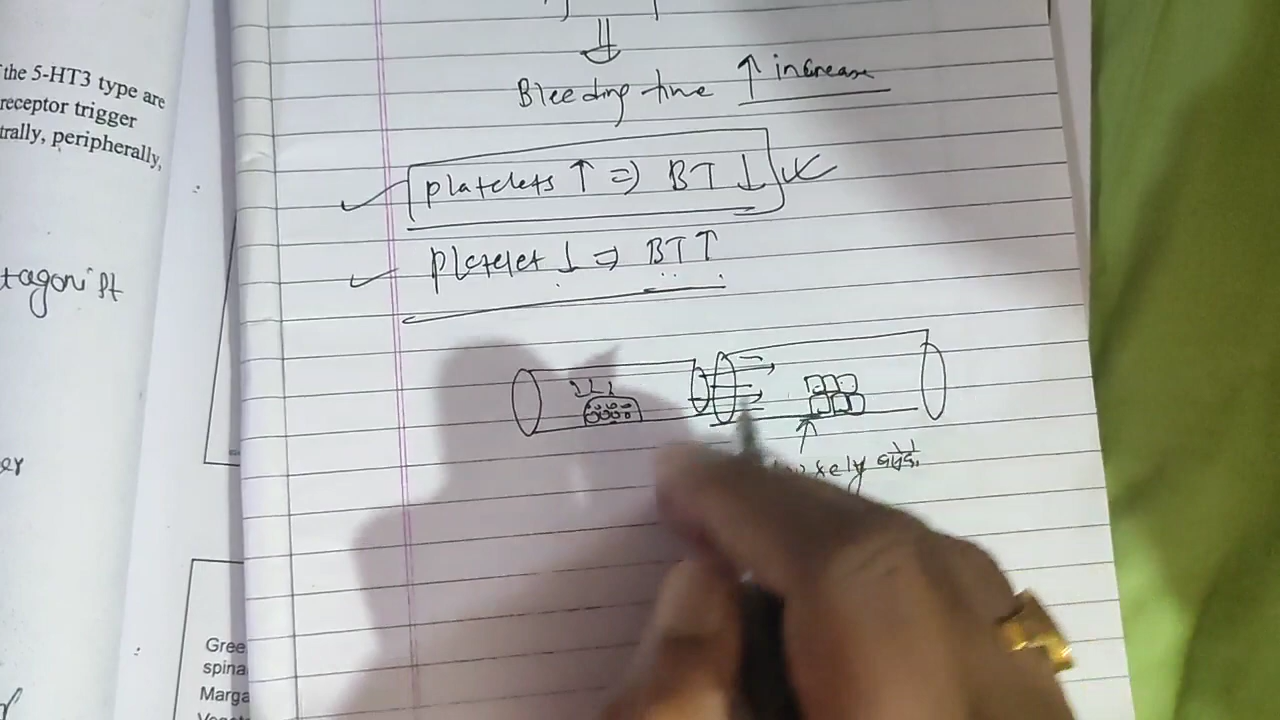 the 5-HT3 type are
receptor trigger
trally, peripherally,
tagonist
er
Gree
spina
Marga
Bleeding time ↑ increase
platelets ↑ ⇒ BT ↓
platelet ↓ ⇒ BT↑